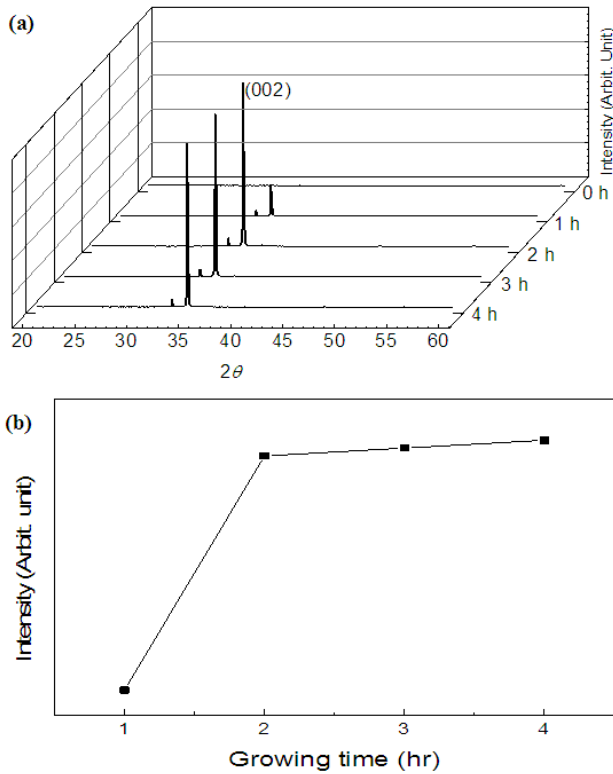 (a)
(002)
Intensity (Arbit. Unit)
0 h
1 h
2 h
3 h
4 h
20 25 30 35 40 45 50 55 60
2θ
(b)
Intensity (Arbit. unit)
1 2 3 4
Growing time (hr)